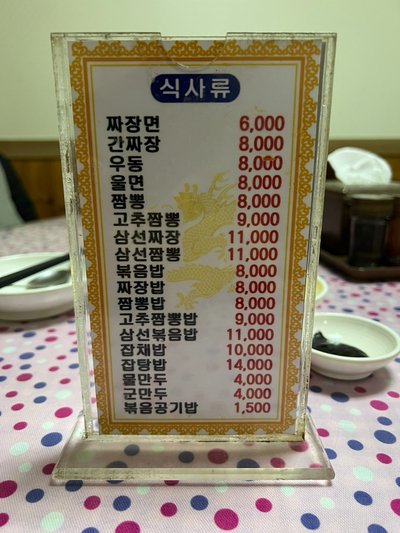 식사류
짜장면 6,000
간짜장 8,000
우동 8,000
울면 8,000
짬뽕 8,000
고추짬뽕 9,000
삼선짜장 11,000
삼선짬뽕 11,000
볶음밥 8,000
짜장밥 8,000
짬뽕밥 8,000
고추짬뽕밥 9,000
삼선볶음밥 11,000
잡채밥 10,000
잡탕밥 14,000
물만두 4,000
군만두 4,000
볶음공기밥 1,500